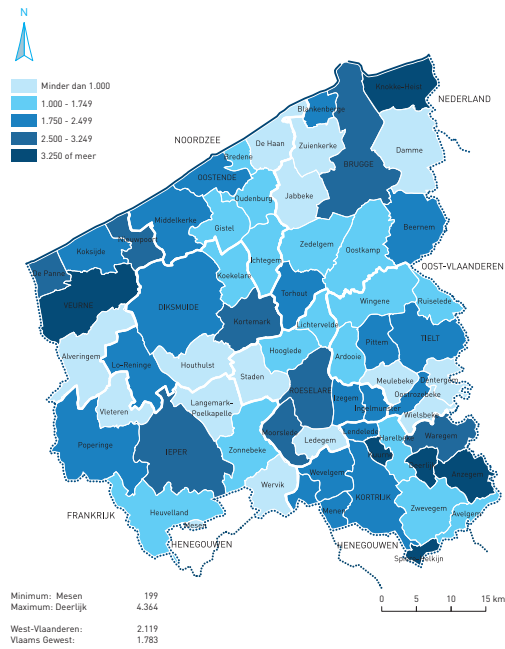 N
Minder dan 1.000
1.000 - 1.749
1.750 - 2.499
2.500 - 3.249
3.250 of meer
NEDERLAND
NOORDZEE
OOST-VLAANDEREN
FRANKRIJK
HENEGOUWEN
HENEGOUWEN
Knokke-Heist
Blankenberge
De Haan
Zuienkerke
Damme
Bredene
BRUGGE
OOSTENDE
Oudenburg
Jabbeke
Middelkerke
Gistel
Beernem
Nieuwpoort
Zedelgem
Oostkamp
Koksijde
Ichtegem
De Panne
Koekelare
VEURNE
DIKSMUIDE
Torhout
Wingene
Ruiselede
Kortemark
Lichtervelde
TIELT
Pittem
Alveringem
Lo-Reninge
Houthulst
Hooglede
Ardooie
Staden
Meulebeke
Dentergem
ROESELARE
Izegem
Oostrozebeke
Langemark-
Poelkapelle
Ingelmunster
Vleteren
Wielsbeke
Moorslede
Ledegem
Lendelede
Harelbeke
Waregem
Poperinge
IEPER
Zonnebeke
Kuurne
Deerlijk
Anzegem
Wevelgem
Wervik
KORTRIJK
Heuvelland
Menen
Zwevegem
Avelgem
Mesen
Spiere-Helkijn
Minimum: Mesen 199
Maximum: Deerlijk 4.364
West-Vlaanderen: 2.119
Vlaams Gewest: 1.783
0 5 10 15 km